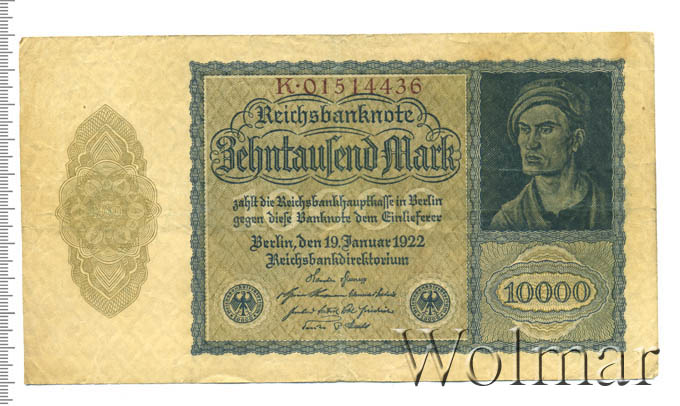 K·01514436
Reichsbanknote
Zehntausend Mark
zahlt die Reichsbankhauptkasse in Berlin
gegen diese Banknote dem Einlieferer
Berlin, den 19. Januar 1922
Reichsbankdirektorium
10000
Wolmar